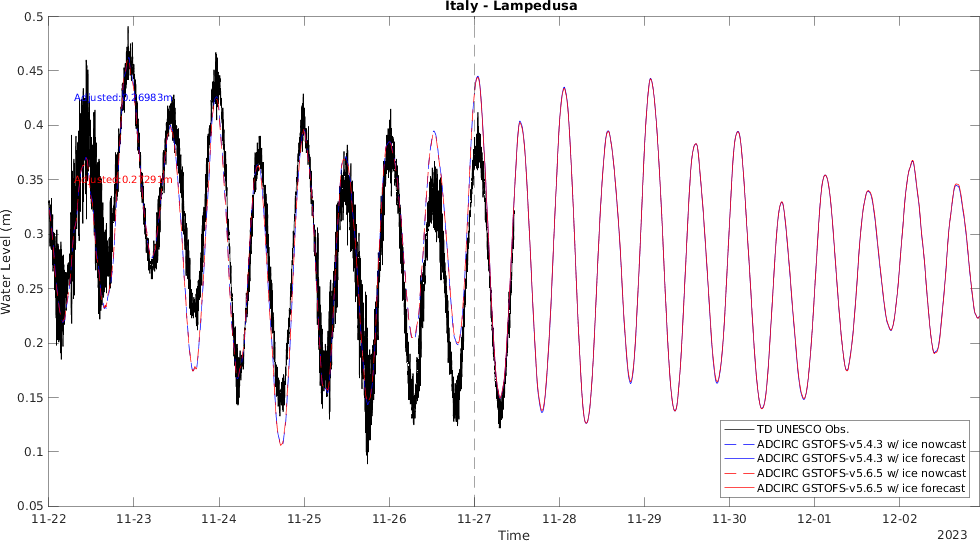 Italy - Lampedusa
0.5
0.45
0.4
0.35
0.3
0.25
0.2
0.15
0.1
0.05
Water Level (m)
Adjusted:0.26983m
Adjusted:0.27291m
TD UNESCO Obs.
ADCIRC GSTOFS-v5.4.3 w/ ice nowcast
ADCIRC GSTOFS-v5.4.3 w/ ice forecast
ADCIRC GSTOFS-v5.6.5 w/ ice nowcast
ADCIRC GSTOFS-v5.6.5 w/ ice forecast
11-22 11-23 11-24 11-25 11-26 11-27 11-28 11-29 11-30 12-01 12-02
Time
2023